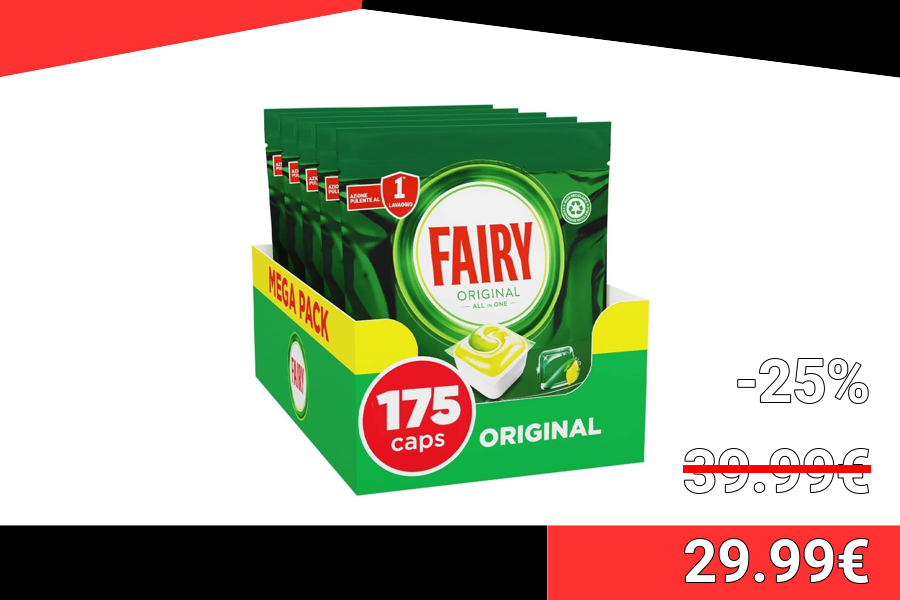 AZIONE
PULENTE AL
1°
LAVAGGIO
FAIRY
ORIGINAL
ALL IN ONE
MEGA PACK
FAIRY
175
caps
ORIGINAL
-25%
39.99€
29.99€